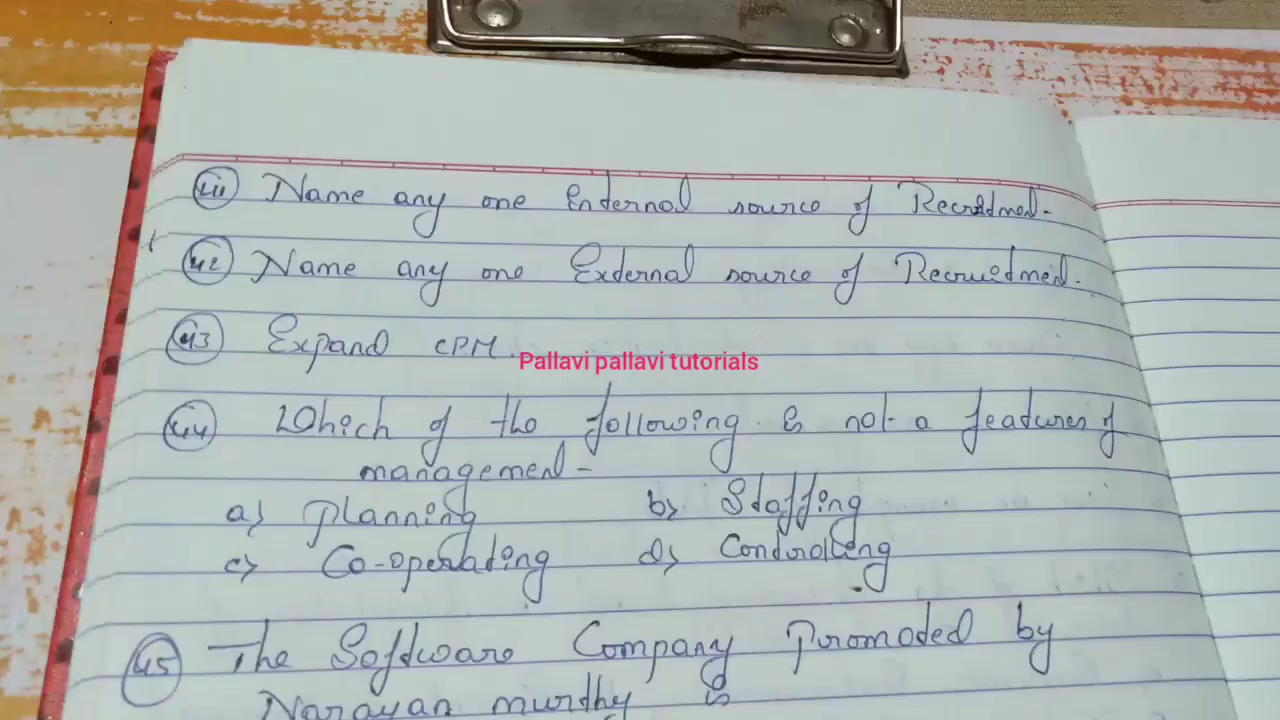 41 Name any one Internal source of Recruitment.
42 Name any one External source of Recruitment.
43 Expand CPM.
Pallavi pallavi tutorials
44 Which of the following is not a features of
management-
a) Planning b) Staffing
c) Co-operating d) Controlling
45 The Software Company Promoted by
Narayan murthy is